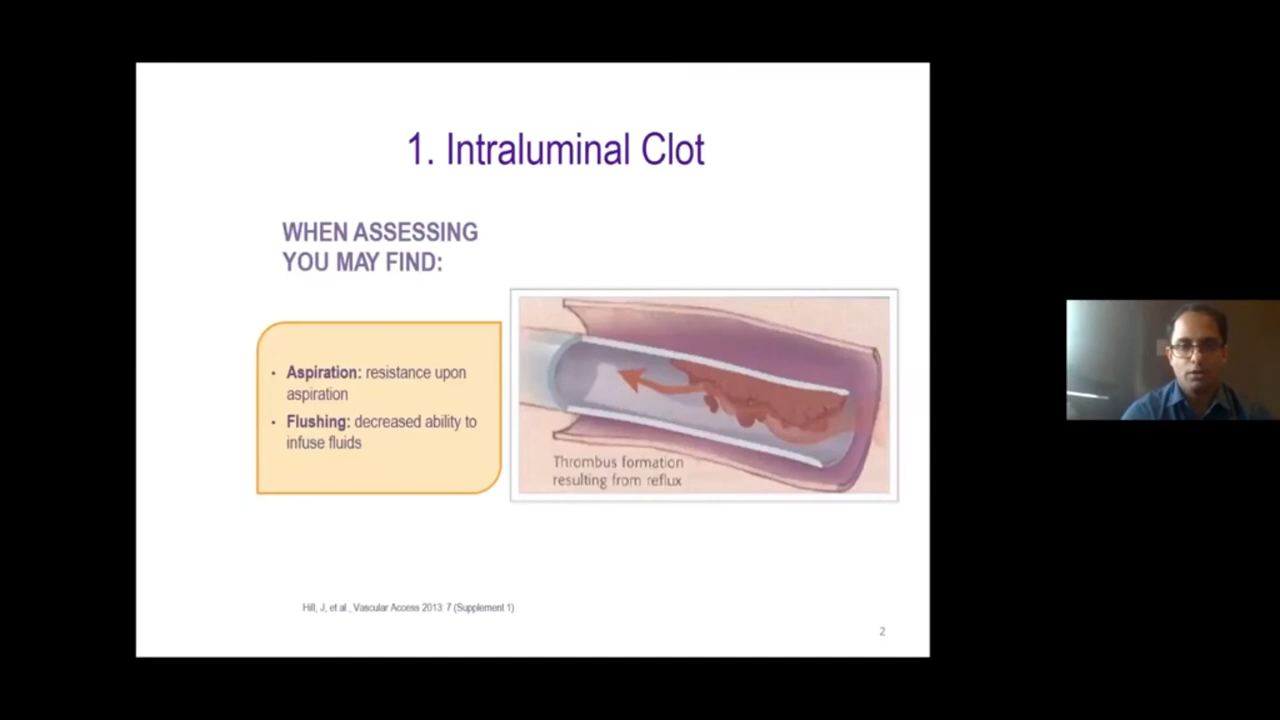 1. Intraluminal Clot
WHEN ASSESSING
YOU MAY FIND:
• Aspiration: resistance upon
aspiration
• Flushing: decreased ability to
infuse fluids
Thrombus formation
resulting from reflux
Hill, J, et al., Vascular Access 2013: 7 (Supplement 1)
2